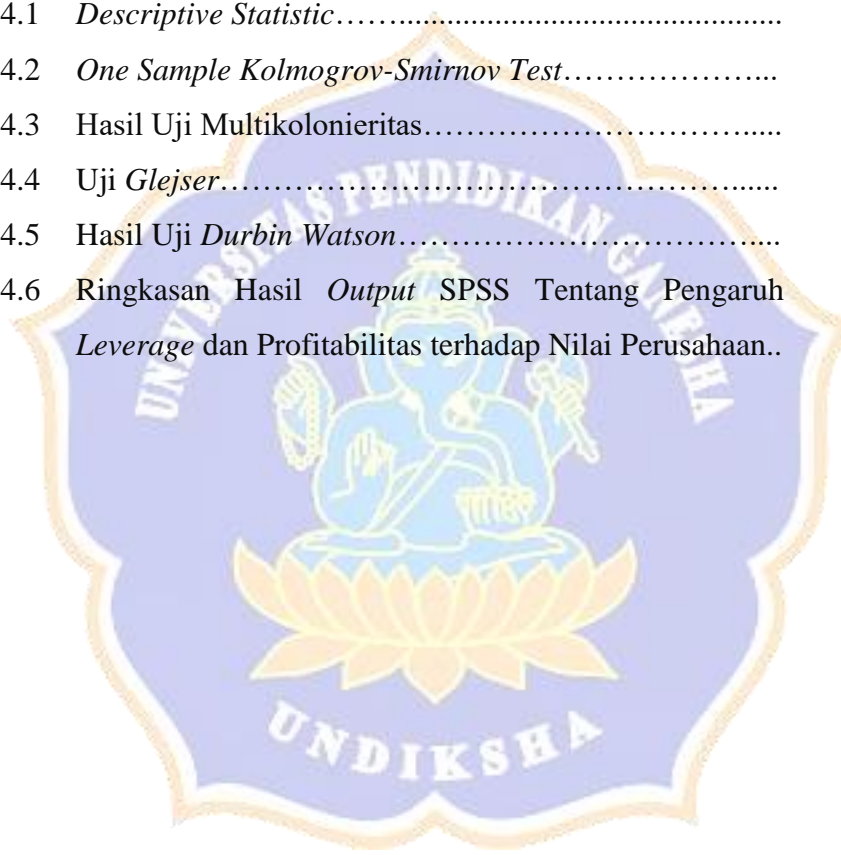 4.1 Descriptive Statistic…….............................................
4.2 One Sample Kolmogrov-Smirnov Test………………...
4.3 Hasil Uji Multikolonieritas…………………………….....
4.4 Uji Glejser………………………………………………......
4.5 Hasil Uji Durbin Watson………………………………....
4.6 Ringkasan Hasil Output SPSS Tentang Pengaruh
Leverage dan Profitabilitas terhadap Nilai Perusahaan..
UNIVERSITAS PENDIDIKAN GANESHA
UNDIKSHA